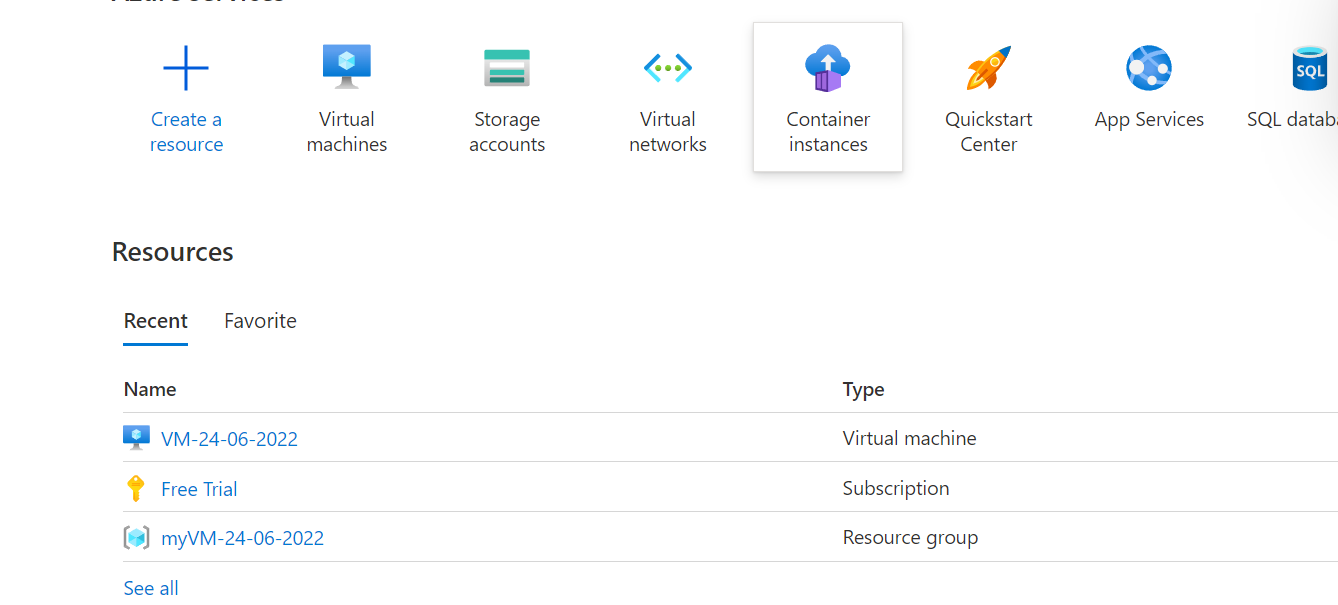 Azure services
Create a
resource
Virtual
machines
Storage
accounts
Virtual
networks
Container
instances
Quickstart
Center
App Services
SQL
SQL databa
Resources
Recent
Favorite
Name
Type
VM-24-06-2022
Virtual machine
Free Trial
Subscription
myVM-24-06-2022
Resource group
See all